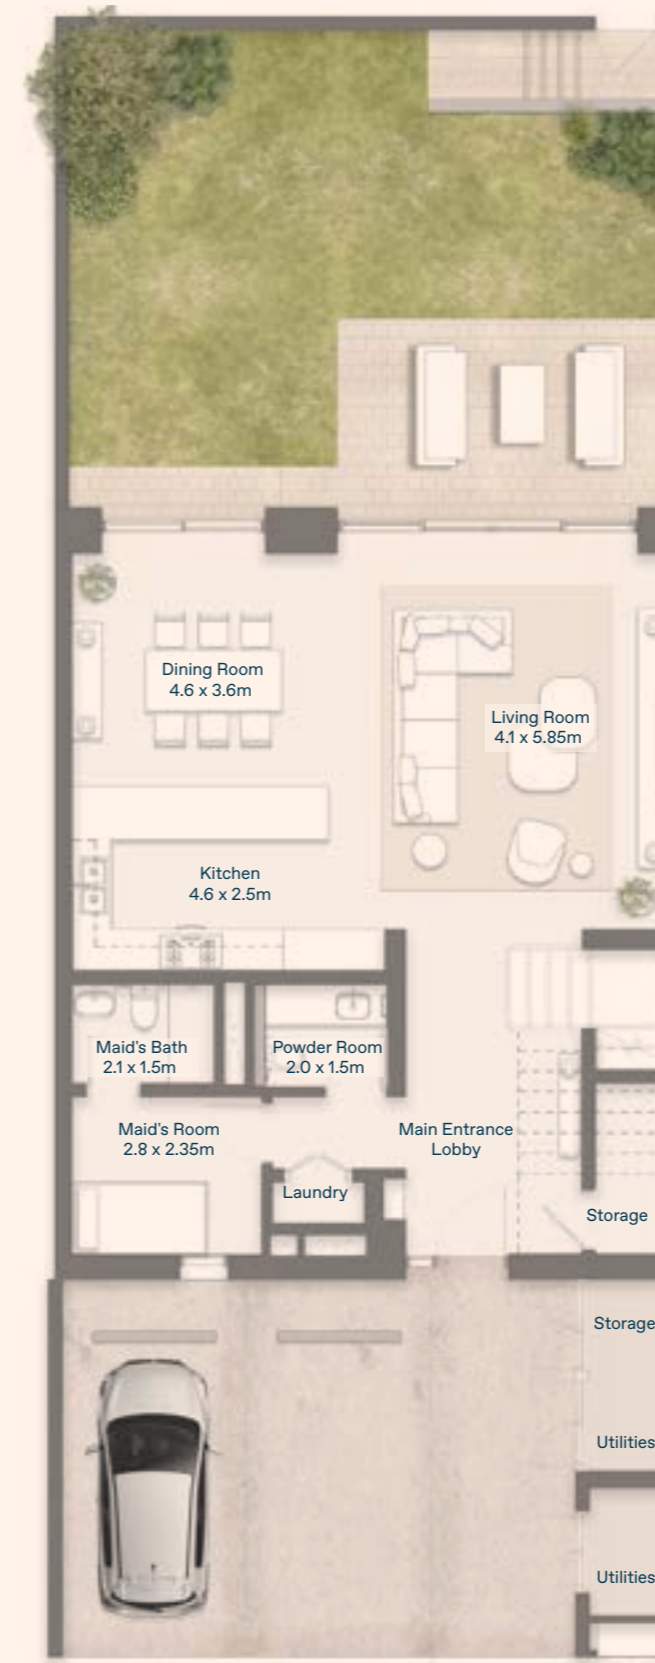 Dining Room
4.6 x 3.6m
Living Room
4.1 x 5.85m
Kitchen
4.6 x 2.5m
Maid's Bath
2.1 x 1.5m
Powder Room
2.0 x 1.5m
Maid's Room
2.8 x 2.35m
Main Entrance
Lobby
Laundry
Storage
Storage
Utilities
Utilities